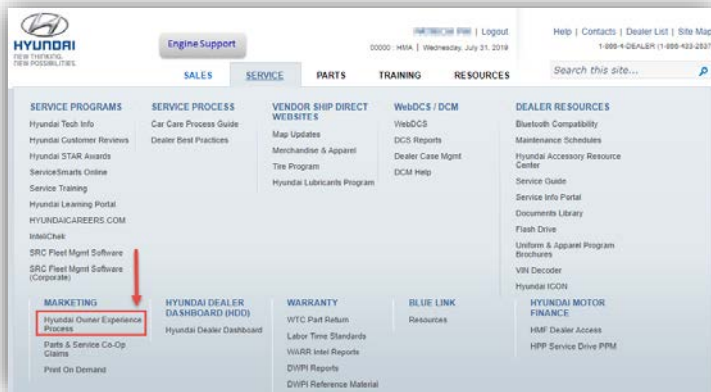 HYUNDAI
NEW THINKING.
NEW POSSIBILITIES.
Engine Support
| Logout
00000 : HMA | Wednesday, July 31, 2019
Help | Contacts | Dealer List | Site Map
1-866-4-DEALER (1-866-433-2537
SALES SERVICE PARTS TRAINING RESOURCES
Search this site...
SERVICE PROGRAMS
Hyundai Tech Info
Hyundai Customer Reviews
Hyundai STAR Awards
ServiceSmarts Online
Service Training
Hyundai Learning Portal
HYUNDAICAREERS.COM
InteliChek
SRC Fleet Mgmt Software
SRC Fleet Mgmt Software
(Corporate)
SERVICE PROCESS
Car Care Process Guide
Dealer Best Practices
VENDOR SHIP DIRECT
WEBSITES
Map Updates
Merchandise & Apparel
Tire Program
Hyundai Lubricants Program
WebDCS / DCM
WebDCS
DCS Reports
Dealer Case Mgmt
DCM Help
DEALER RESOURCES
Bluetooth Compatibility
Maintenance Schedules
Hyundai Accessory Resource
Center
Service Guide
Service Info Portal
Documents Library
Flash Drive
Uniform & Apparel Program
Brochures
VIN Decoder
Hyundai ICON
MARKETING
Hyundai Owner Experience
Process
Parts & Service Co-Op
Claims
Print On Demand
HYUNDAI DEALER
DASHBOARD (HDD)
Hyundai Dealer Dashboard
WARRANTY
WTC Part Return
Labor Time Standards
WARR Intel Reports
DWPI Reports
DWPI Reference Material
BLUE LINK
Resources
HYUNDAI MOTOR
FINANCE
HMF Dealer Access
HPP Service Drive PPM